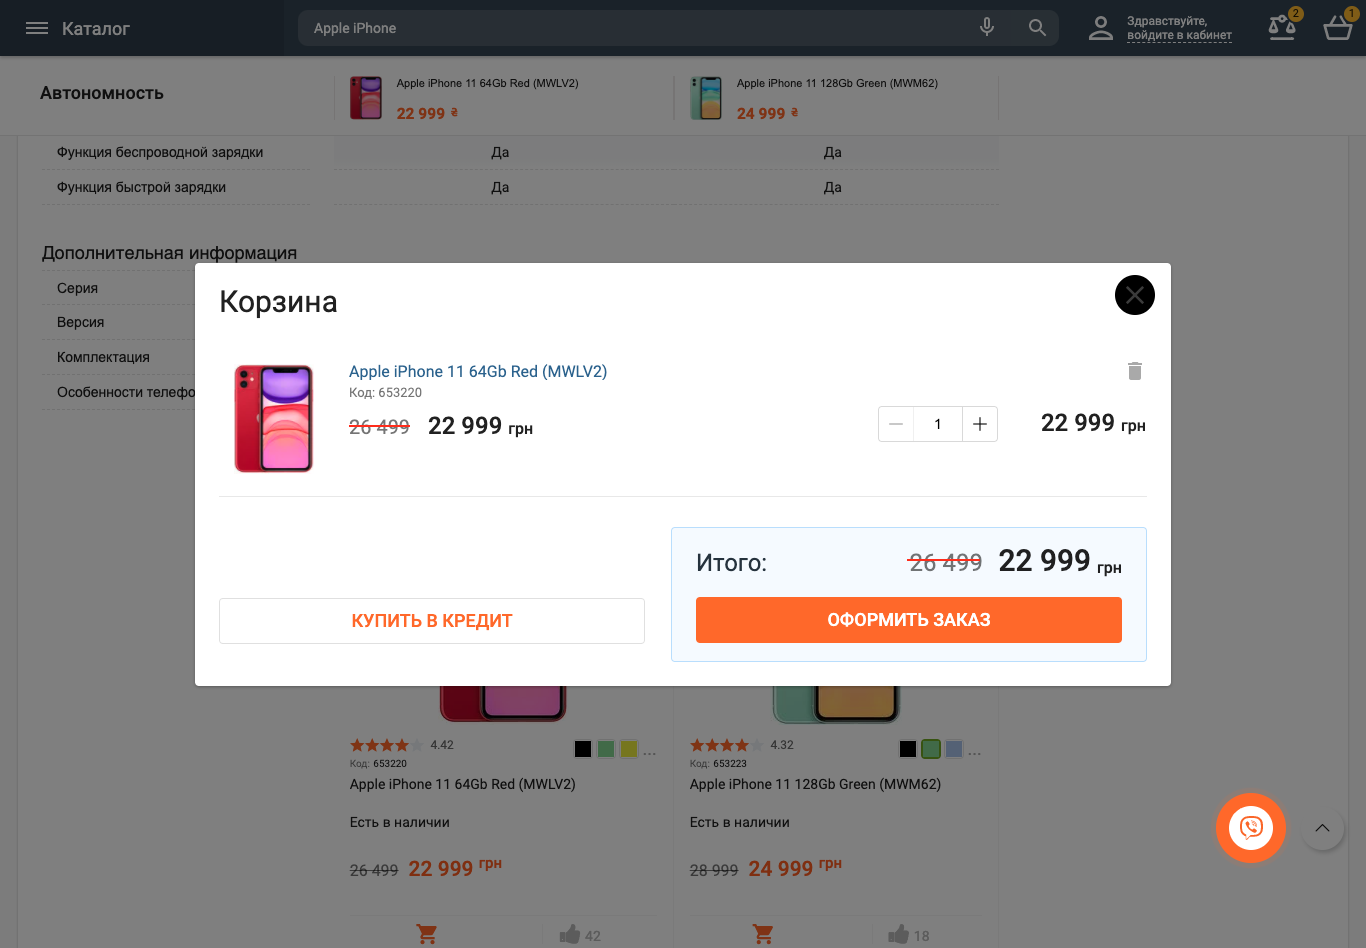 Каталог
Apple iPhone
Здравствуйте,
войдите в кабинет
2
1
Автономность
Apple iPhone 11 64Gb Red (MWLV2)
22 999 ₴
Apple iPhone 11 128Gb Green (MWM62)
24 999 ₴
Функция беспроводной зарядки Да Да
Функция быстрой зарядки Да Да
Дополнительная информация
Серия
Версия
Комплектация
Особенности телефо
Корзина
Apple iPhone 11 64Gb Red (MWLV2)
Код: 653220
26 499 22 999 грн
1
22 999 грн
Итого: 26 499 22 999 грн
КУПИТЬ В КРЕДИТ
ОФОРМИТЬ ЗАКАЗ
4.42 ...
Код: 653220
Apple iPhone 11 64Gb Red (MWLV2)
Есть в наличии
26 499 22 999 грн
42
4.32 ...
Код: 653223
Apple iPhone 11 128Gb Green (MWM62)
Есть в наличии
28 999 24 999 грн
18